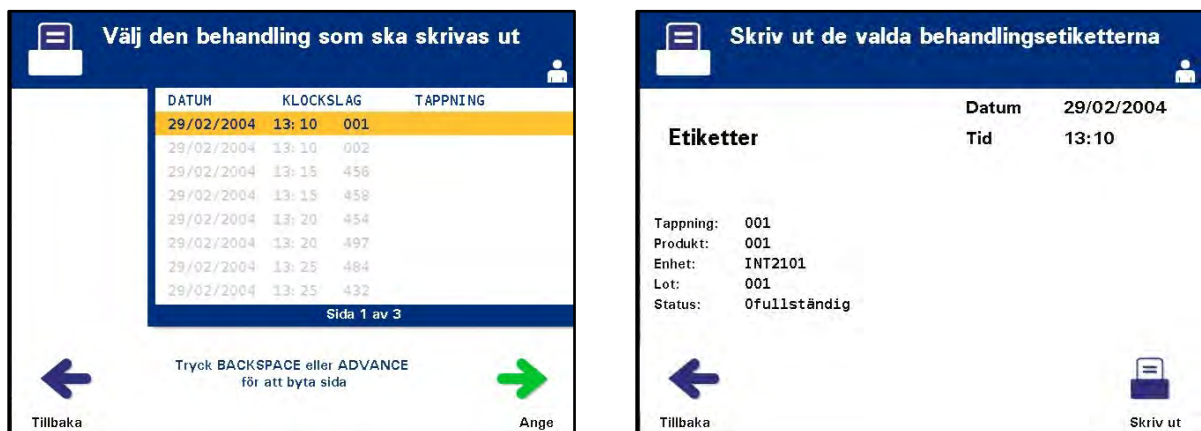 Välj den behandling som ska skrivas ut
DATUM KLOCKSLAG TAPPNING
29/02/2004 13:10 001
29/02/2004 13:10 002
29/02/2004 13:15 456
29/02/2004 13:15 458
29/02/2004 13:20 454
29/02/2004 13:20 497
29/02/2004 13:25 484
29/02/2004 13:25 432
Sida 1 av 3
Tryck BACKSPACE eller ADVANCE
för att byta sida
Tillbaka
Ange
Skriv ut de valda behandlingsetiketterna
Datum 29/02/2004
Etiketter
Tid 13:10
Tappning: 001
Produkt: 001
Enhet: INT2101
Lot: 001
Status: Ofullständig
Tillbaka
Skriv ut